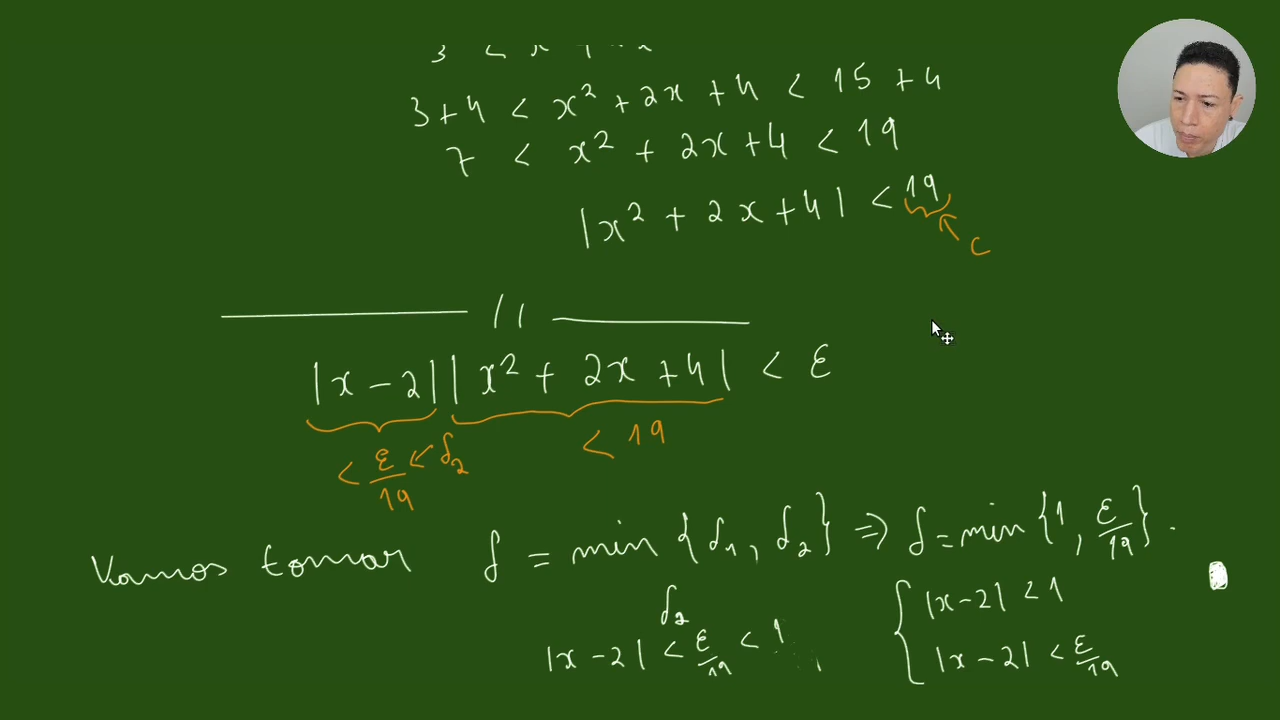 3 + 4 < x² + 2x + 4 < 15 + 4
7 < x² + 2x + 4 < 19
|x² + 2x + 4| < 19
c
//
|x − 2| |x² + 2x + 4| < ε
< ε/19 ← δ₂
< 19
Vamos tomar δ = min {δ₁, δ₂} ⇒ δ = min {1, ε/19}.
δ₂
|x − 2| < ε/19 < 1
|x − 2| < 1
|x − 2| < ε/19